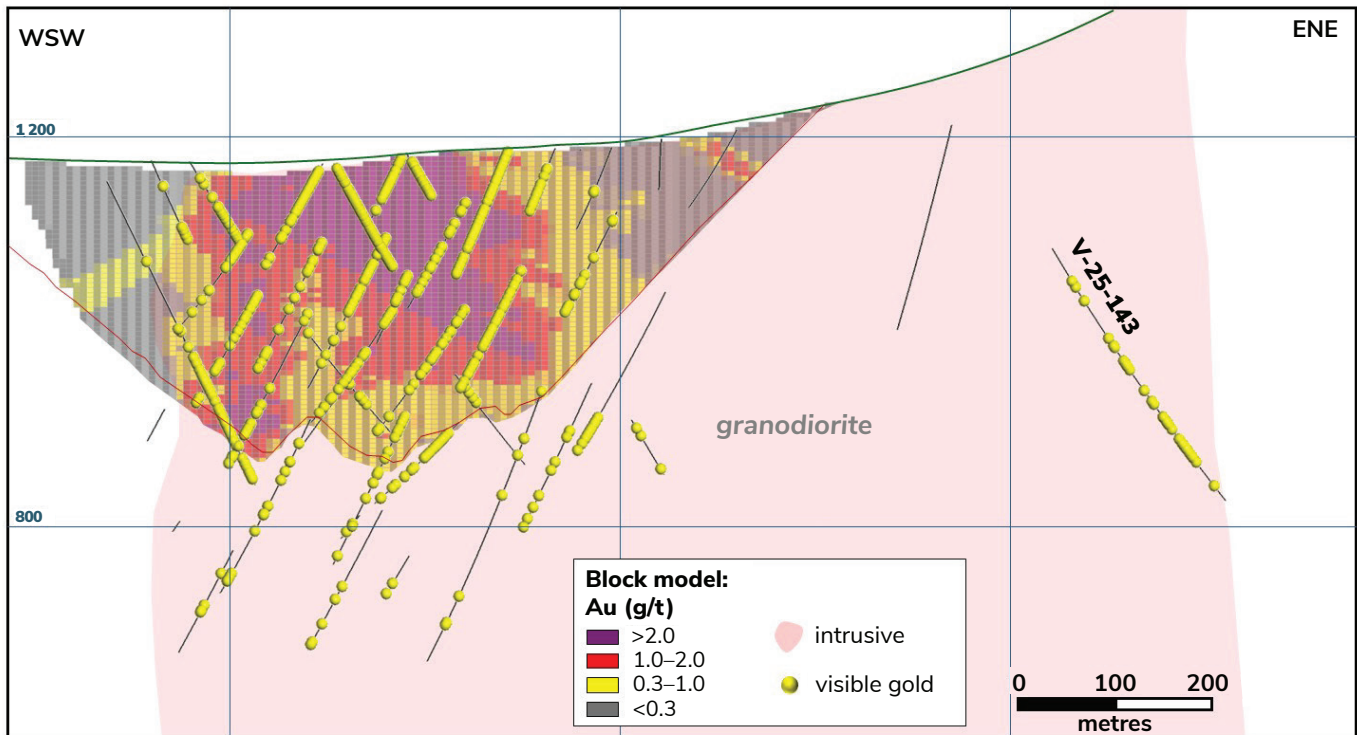 WSW
ENE
1 200
V-25-143
granodiorite
800
Block model:
Au (g/t)
>2.0
1.0–2.0
0.3–1.0
<0.3
intrusive
visible gold
0 100 200
metres